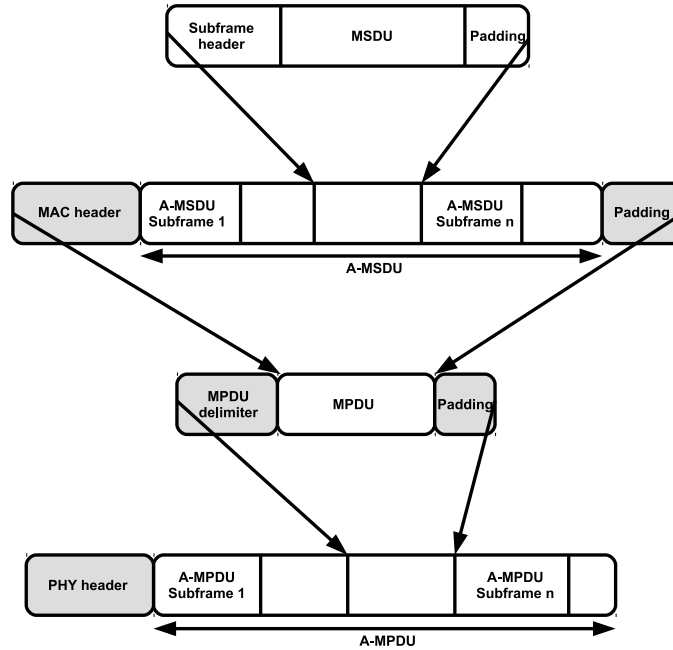 Subframe
header
MSDU
Padding
MAC header
A-MSDU
Subframe 1
A-MSDU
Subframe n
Padding
A-MSDU
MPDU
delimiter
MPDU
Padding
PHY header
A-MPDU
Subframe 1
A-MPDU
Subframe n
A-MPDU